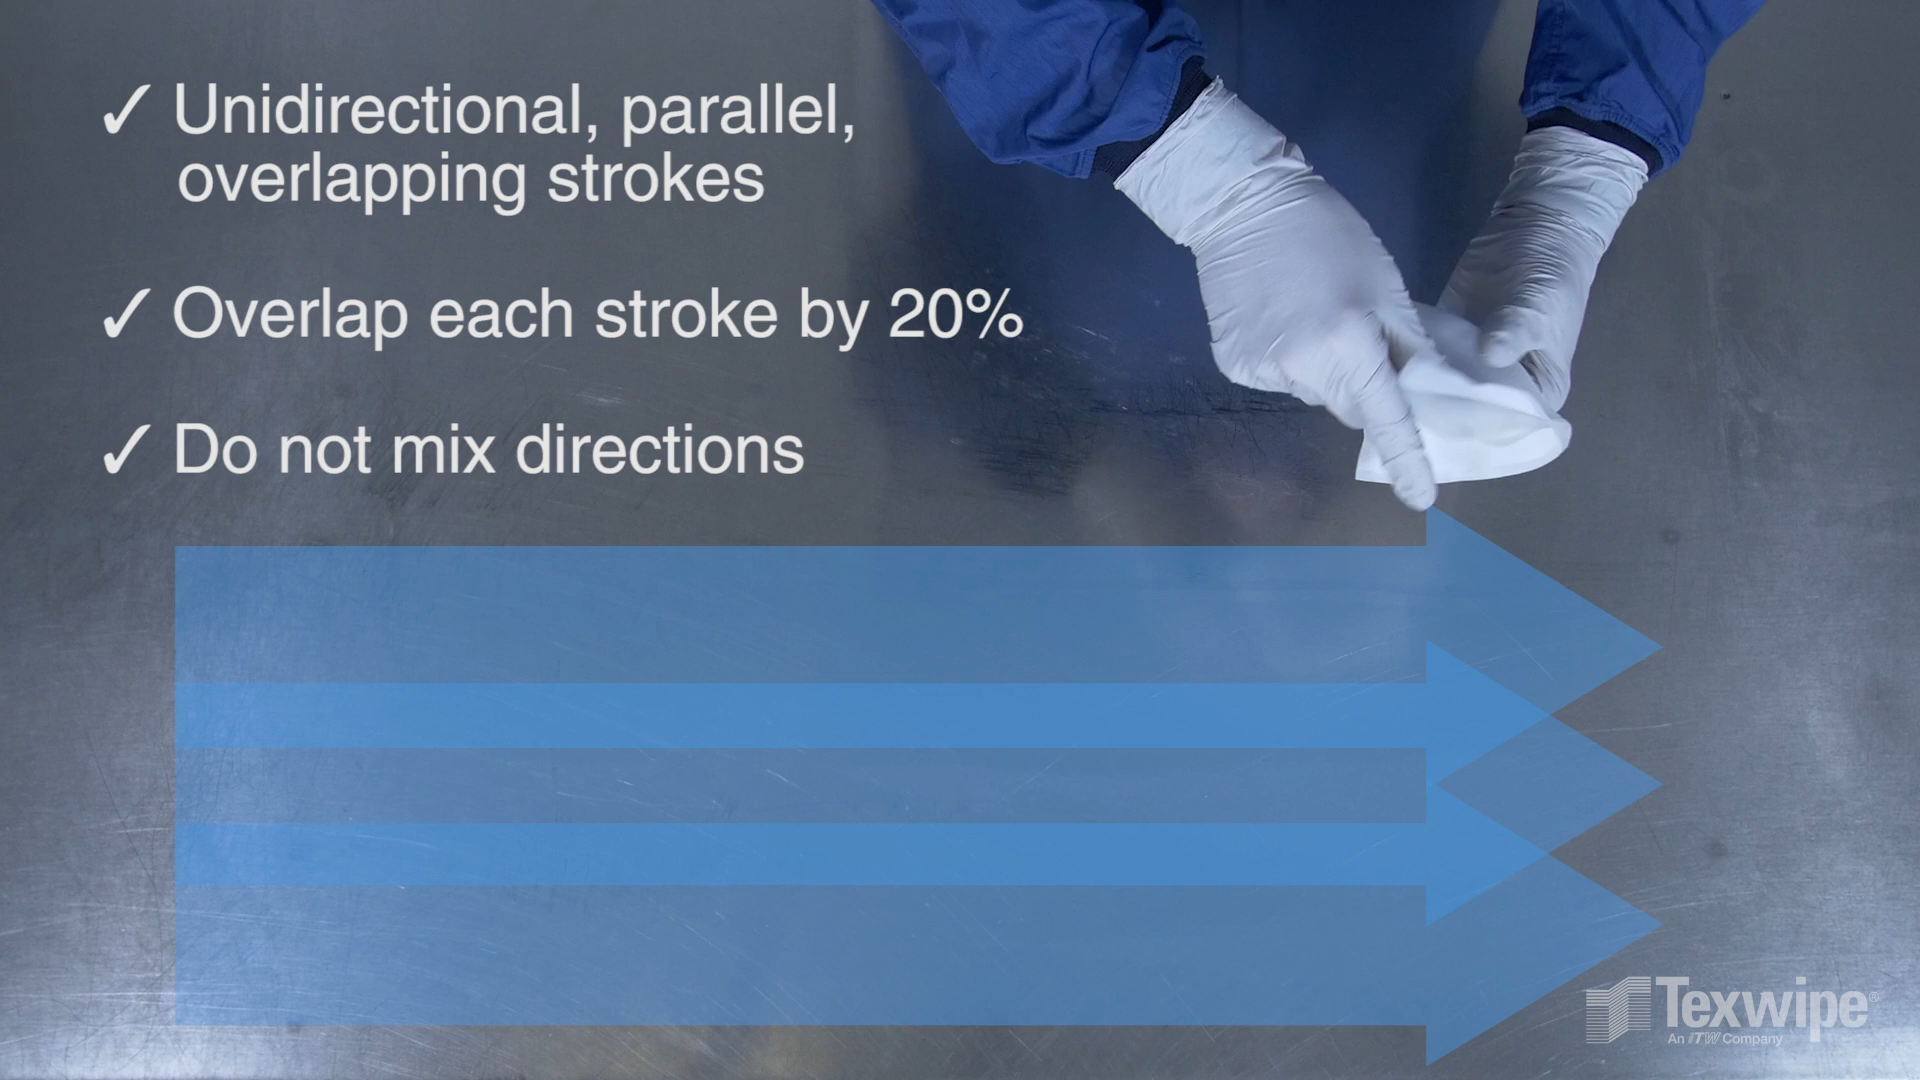 ✓ Unidirectional, parallel,
overlapping strokes
✓ Overlap each stroke by 20%
✓ Do not mix directions
Texwipe®
An ITW Company